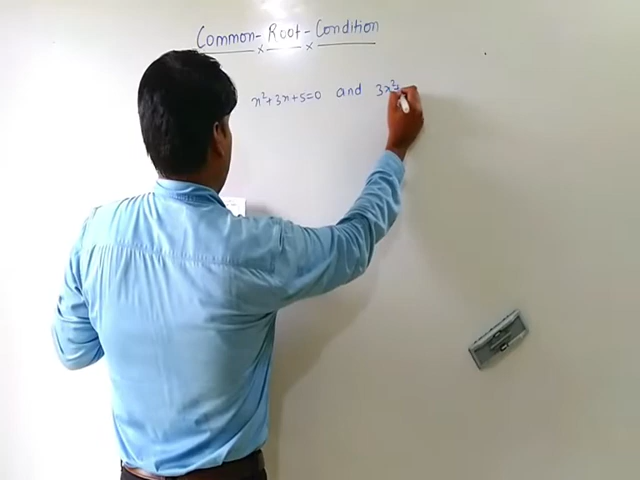 Common - Root - Condition
x x
x²+3x+5=0 and 3x²+